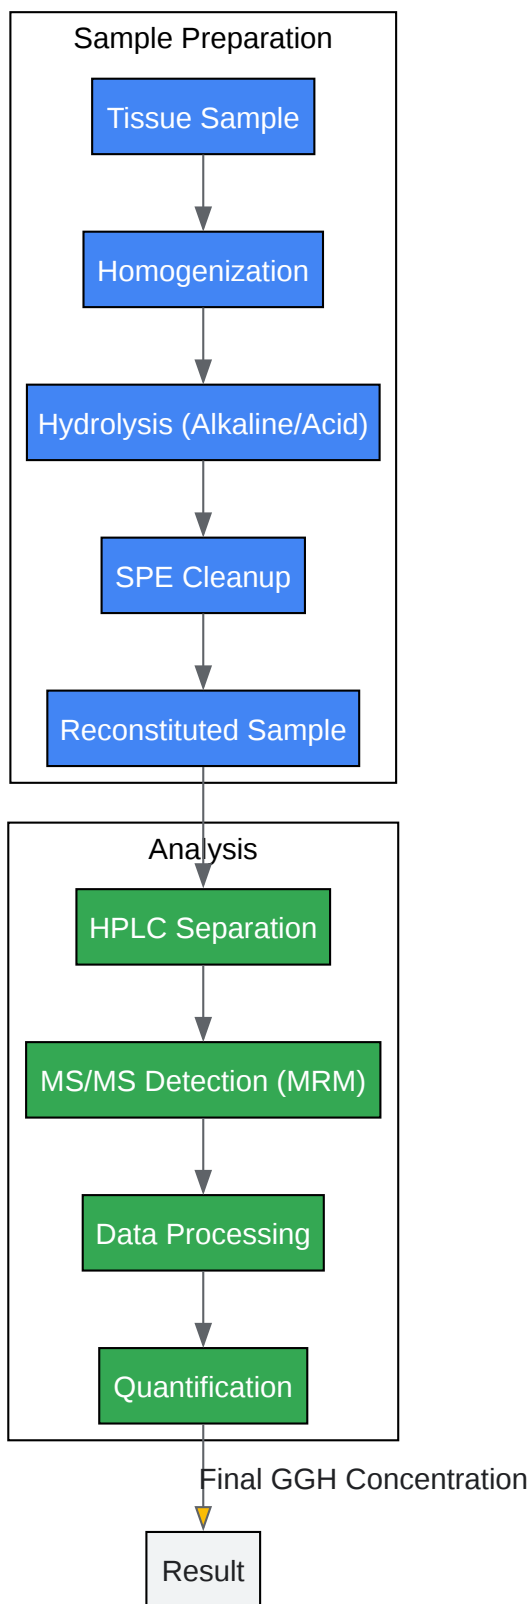 Sample Preparation
Tissue Sample
Homogenization
Hydrolysis (Alkaline/Acid)
SPE Cleanup
Reconstituted Sample
Analysis
HPLC Separation
MS/MS Detection (MRM)
Data Processing
Quantification
Final GGH Concentration
Result